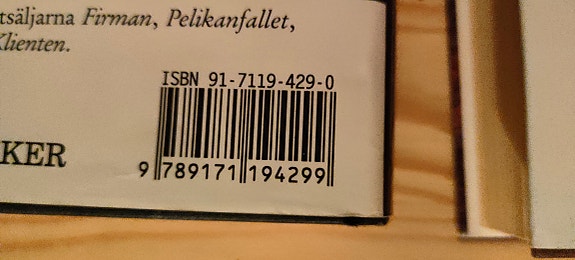 tsäljarna Firman, Pelikanfallet,
Klienten.
ISBN 91-7119-429-0
KER
9 789171 194299